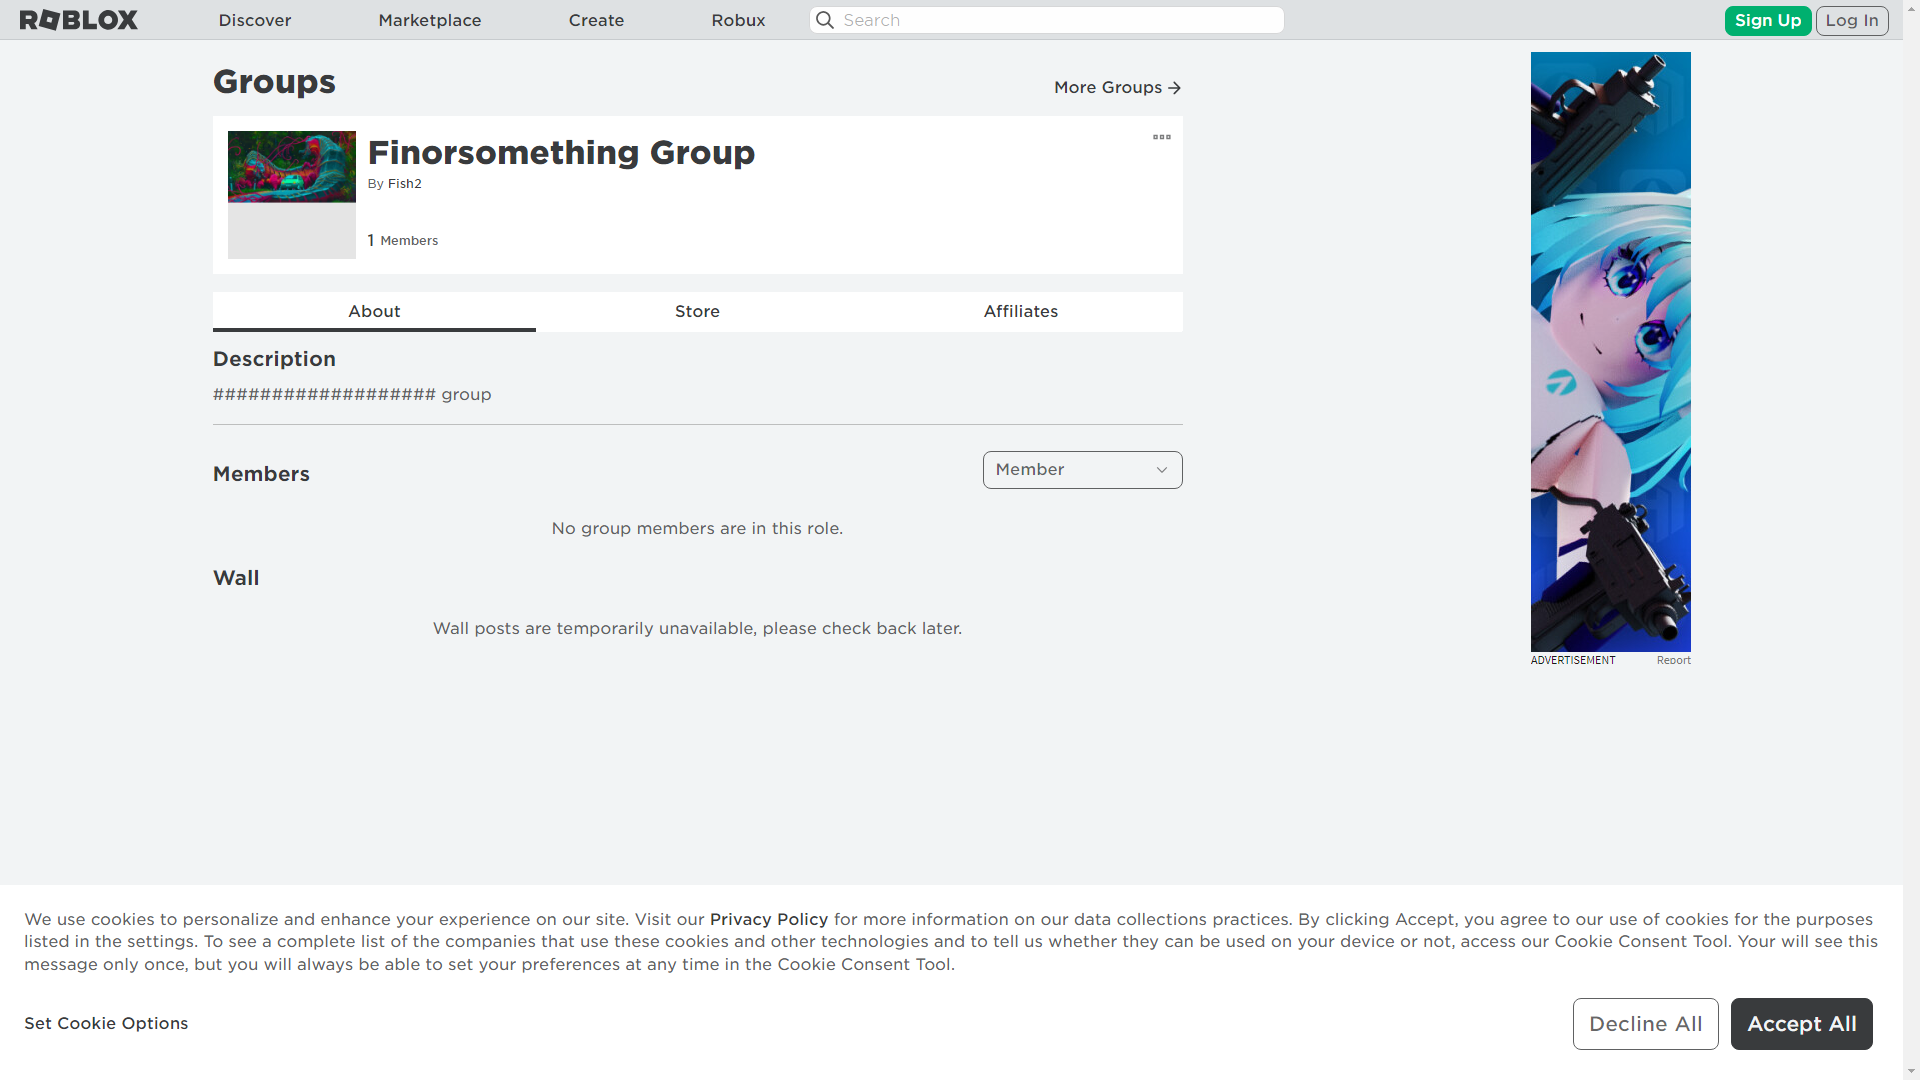 ROBLOX
Discover
Marketplace
Create
Robux
Search
Sign Up
Log In
Groups
More Groups
Finorsomething Group
By Fish2
1 Members
About
Store
Affiliates
Description
################### group
Members
Member
No group members are in this role.
Wall
Wall posts are temporarily unavailable, please check back later.
ADVERTISEMENT
Report
We use cookies to personalize and enhance your experience on our site. Visit our Privacy Policy for more information on our data collections practices. By clicking Accept, you agree to our use of cookies for the purposes
listed in the settings. To see a complete list of the companies that use these cookies and other technologies and to tell us whether they can be used on your device or not, access our Cookie Consent Tool. Your will see this
message only once, but you will always be able to set your preferences at any time in the Cookie Consent Tool.
Set Cookie Options
Decline All
Accept All